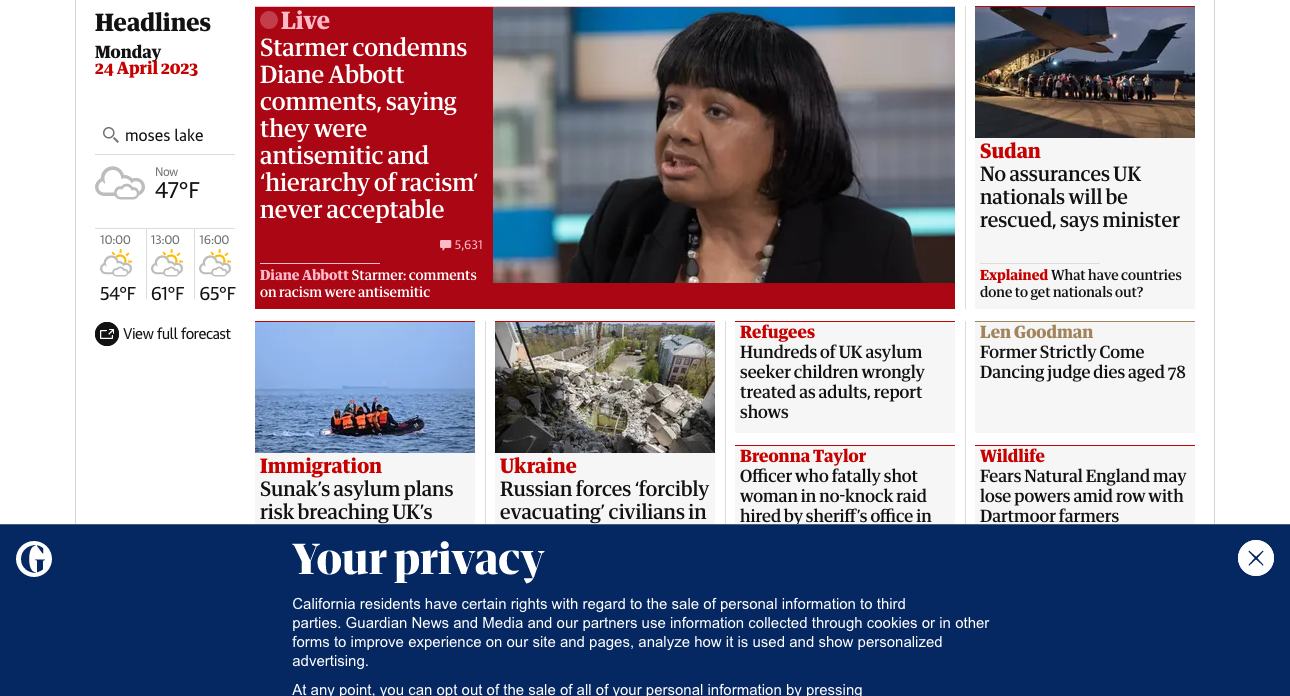 Headlines
Monday
24 April 2023
moses lake
Now
47°F
10:00
13:00
16:00
54°F
61°F
65°F
View full forecast
Live
Starmer condemns
Diane Abbott
comments, saying
they were
antisemitic and
‘hierarchy of racism’
never acceptable
5,631
Diane Abbott Starmer: comments
on racism were antisemitic
Sudan
No assurances UK
nationals will be
rescued, says minister
Explained What have countries
done to get nationals out?
Immigration
Sunak’s asylum plans
risk breaching UK’s
Ukraine
Russian forces ‘forcibly
evacuating’ civilians in
Refugees
Hundreds of UK asylum
seeker children wrongly
treated as adults, report
shows
Breonna Taylor
Officer who fatally shot
woman in no-knock raid
hired by sheriff’s office in
Len Goodman
Former Strictly Come
Dancing judge dies aged 78
Wildlife
Fears Natural England may
lose powers amid row with
Dartmoor farmers
G
Your privacy
California residents have certain rights with regard to the sale of personal information to third
parties. Guardian News and Media and our partners use information collected through cookies or in other
forms to improve experience on our site and pages, analyze how it is used and show personalized
advertising.
At any point, you can opt out of the sale of all of your personal information by pressing